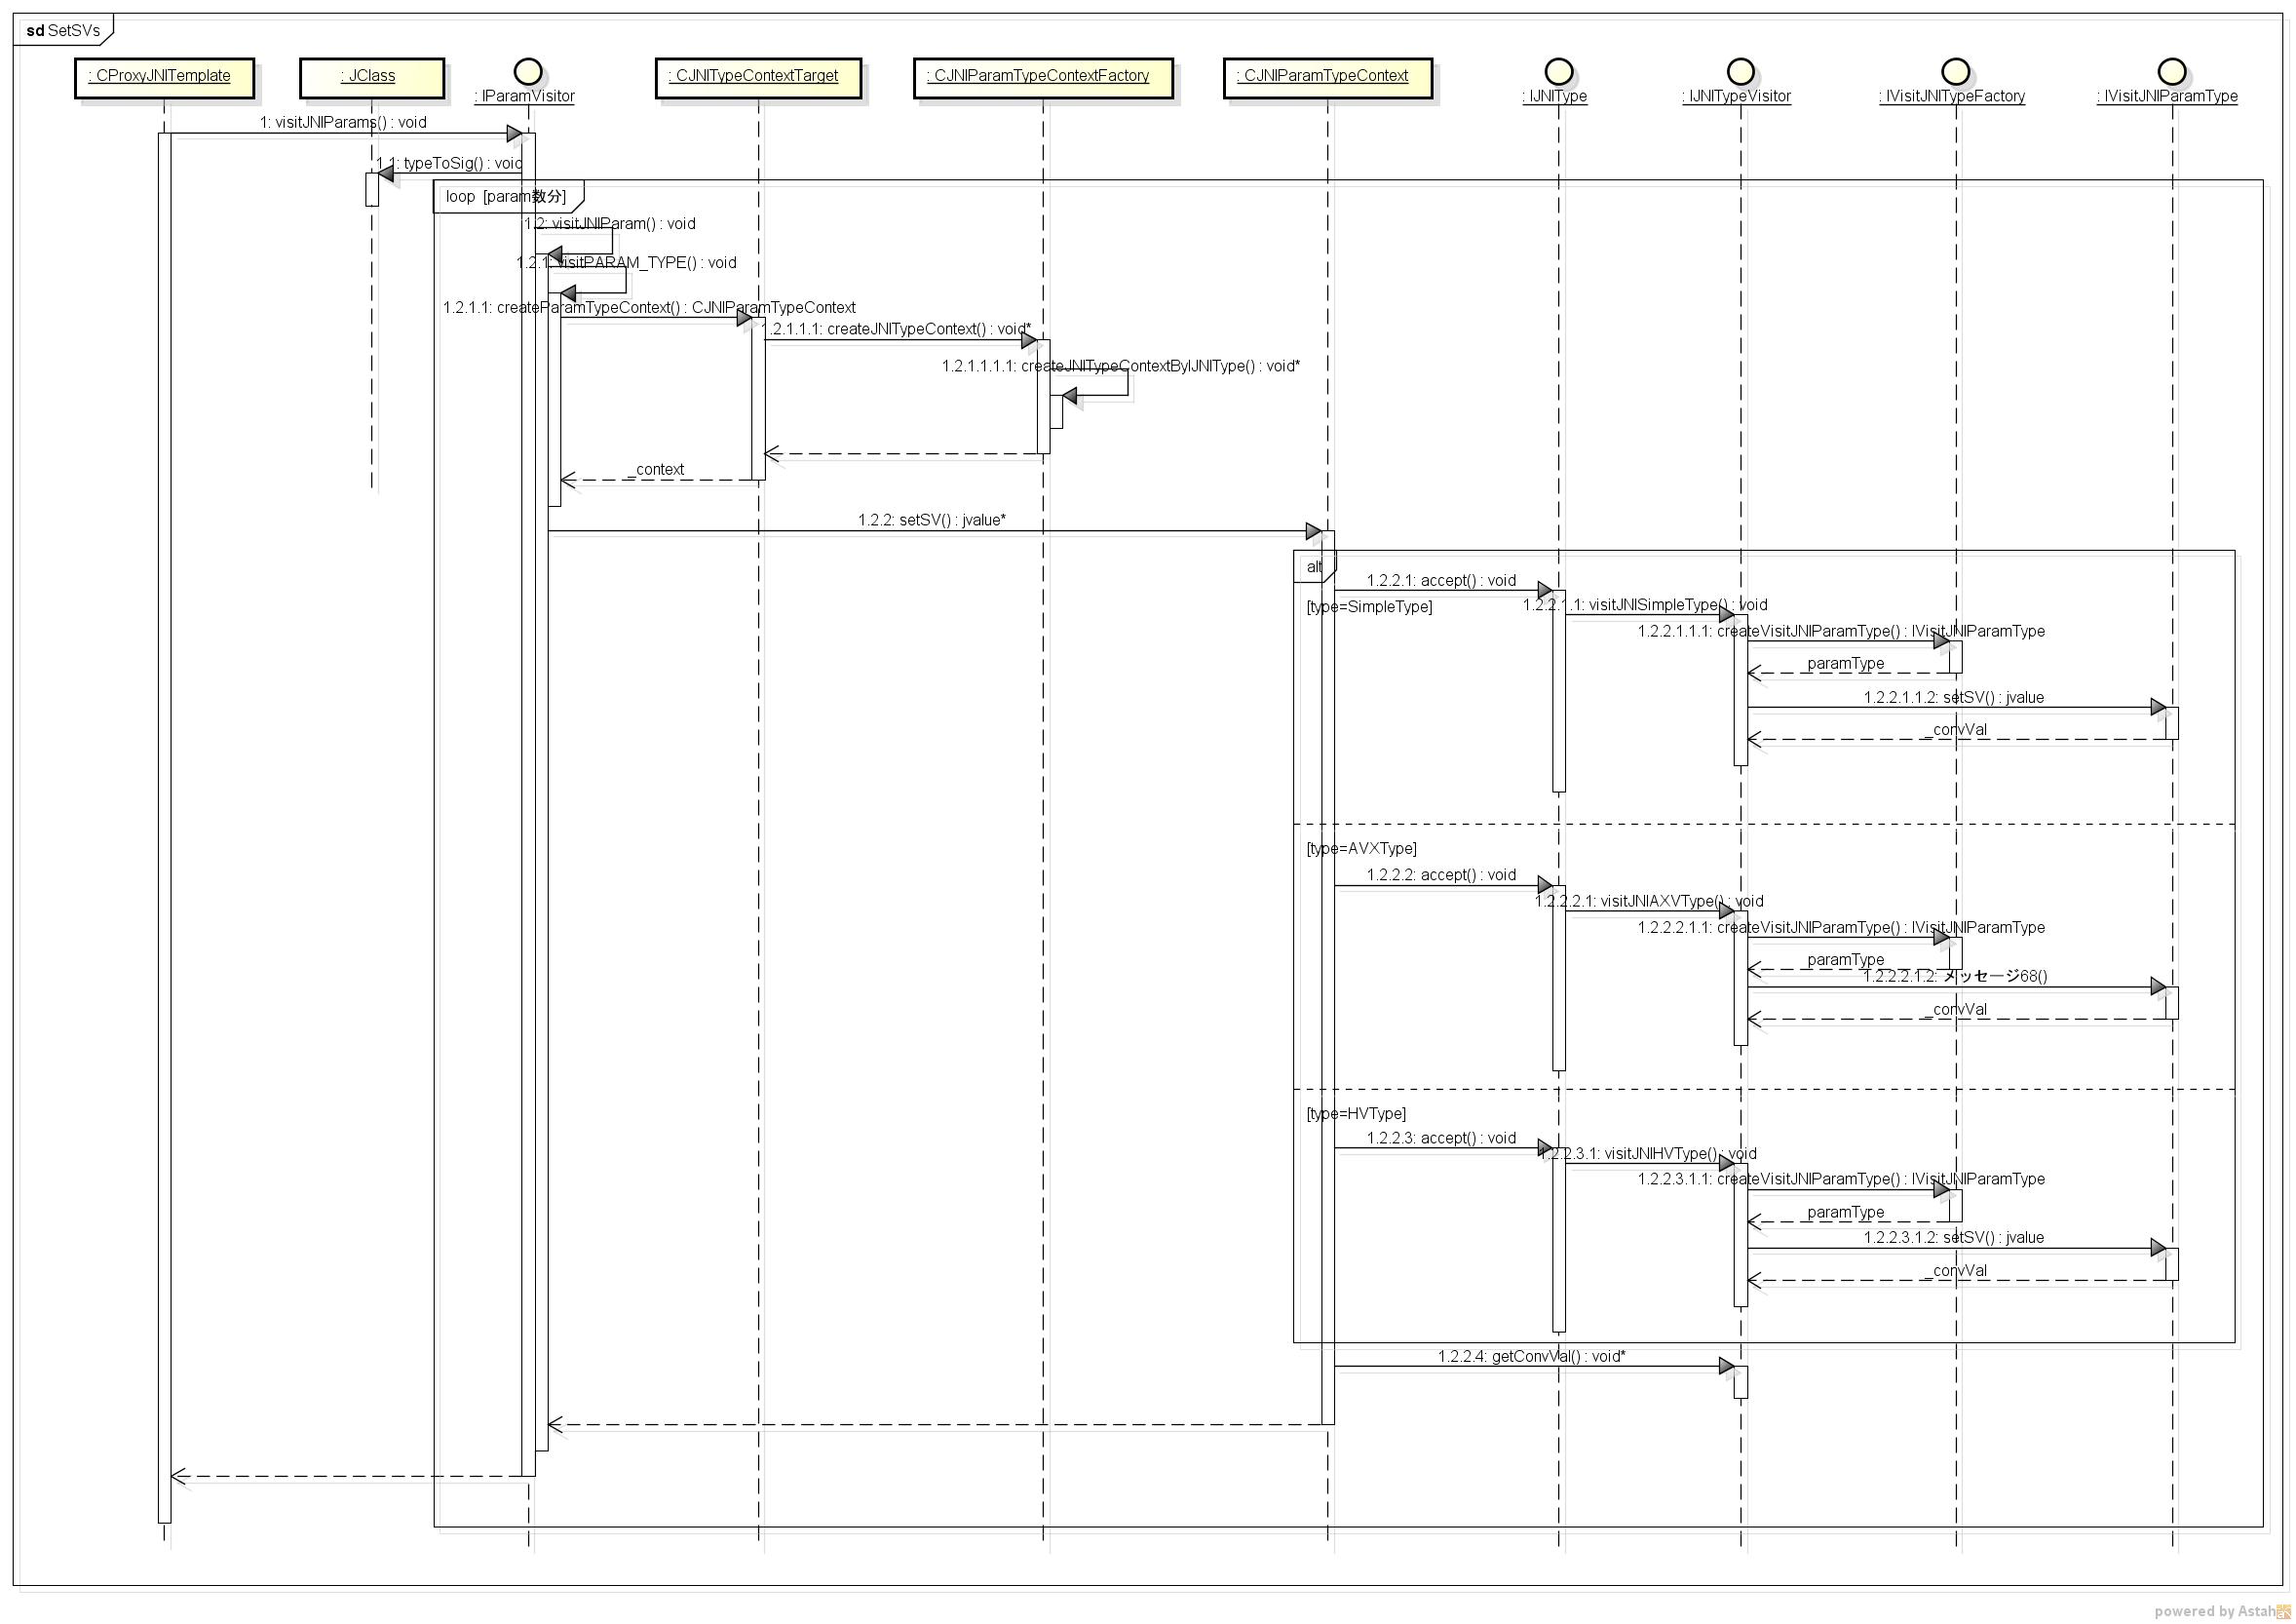 sd SetSVs
: CProxyJNITemplate
: JClass
: IParamVisitor
: CJNITypeContextTarget
: CJNIParamTypeContextFactory
: CJNIParamTypeContext
: IJNIType
: IJNITypeVisitor
: IVisitJNITypeFactory
: IVisitJNIParamType
1: visitJNIParams() : void
1.1: typeToSig() : void
loop [param数分]
1.2: visitJNIParam() : void
1.2.1: visitPARAM_TYPE() : void
1.2.1.1: createParamTypeContext() : CJNIParamTypeContext
1.2.1.1.1: createJNITypeContext() : void*
1.2.1.1.1.1: createJNITypeContextByIJNIType() : void*
_context
1.2.2: setSV() : jvalue*
alt
1.2.2.1: accept() : void
[type=SimpleType]
1.2.2.1.1: visitJNISimpleType() : void
1.2.2.1.1.1: createVisitJNIParamType() : IVisitJNIParamType
paramType
1.2.2.1.1.2: setSV() : jvalue
_convVal
[type=AVXType]
1.2.2.2: accept() : void
1.2.2.2.1: visitJNIAXVType() : void
1.2.2.2.1.1: createVisitJNIParamType() : IVisitJNIParamType
paramType
1.2.2.2.1.2: メッセージ68()
_convVal
[type=HVType]
1.2.2.3: accept() : void
1.2.2.3.1: visitJNIHVType() : void
1.2.2.3.1.1: createVisitJNIParamType() : IVisitJNIParamType
paramType
1.2.2.3.1.2: setSV() : jvalue
_convVal
1.2.2.4: getConvVal() : void*
powered by Astah